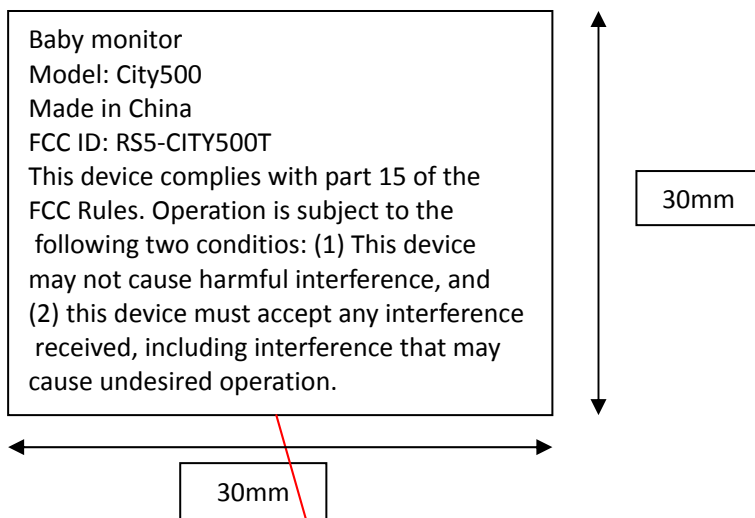 Baby monitor
Model: City500
Made in China
FCC ID: RS5-CITY500T
This device complies with part 15 of the
FCC Rules. Operation is subject to the
following two conditios: (1) This device
may not cause harmful interference, and
(2) this device must accept any interference
received, including interference that may
cause undesired operation.
30mm
30mm